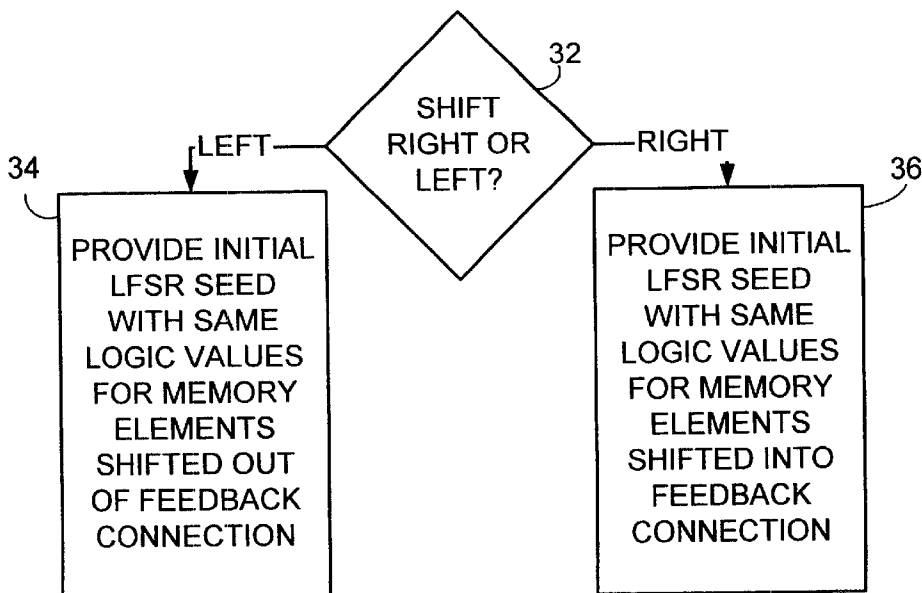 32
SHIFT
RIGHT OR
LEFT?
LEFT
RIGHT
34
PROVIDE INITIAL
LFSR SEED
WITH SAME
LOGIC VALUES
FOR MEMORY
ELEMENTS
SHIFTED OUT
OF FEEDBACK
CONNECTION
36
PROVIDE INITIAL
LFSR SEED
WITH SAME
LOGIC VALUES
FOR MEMORY
ELEMENTS
SHIFTED INTO
FEEDBACK
CONNECTION